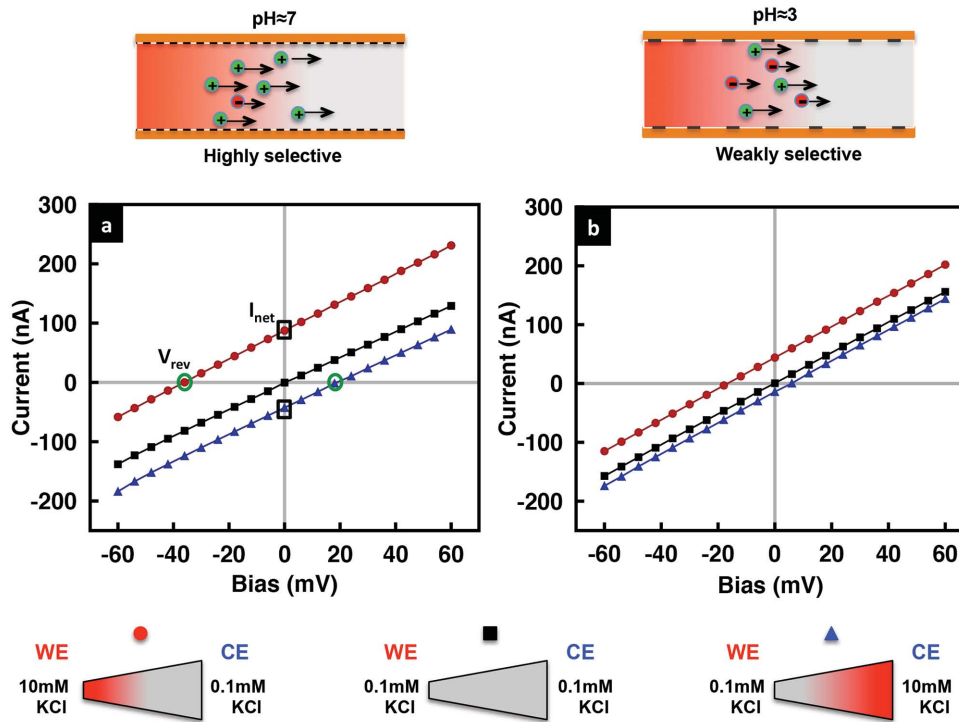 pH≈7
pH≈3
+ + + + - + +
+ - - + - +
Highly selective
Weakly selective
a
300
200
100
0
-100
-200
Current (nA)
I_net
V_rev
-60 -40 -20 0 20 40 60
Bias (mV)
b
300
200
100
0
-100
-200
Current (nA)
-60 -40 -20 0 20 40 60
Bias (mV)
WE CE
10mM 0.1mM
KCl KCl
WE CE
0.1mM 0.1mM
KCl KCl
WE CE
0.1mM 10mM
KCl KCl